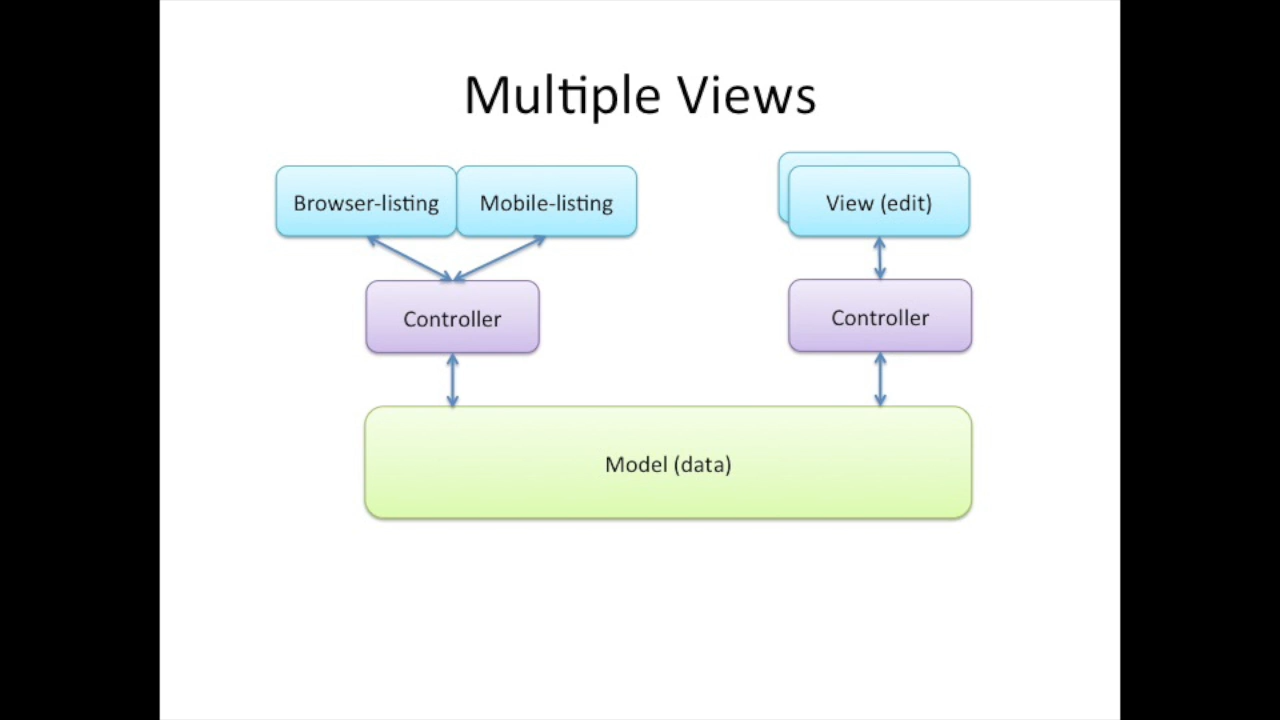 Multiple Views
Browser-listing
Mobile-listing
View (edit)
Controller
Controller
Model (data)